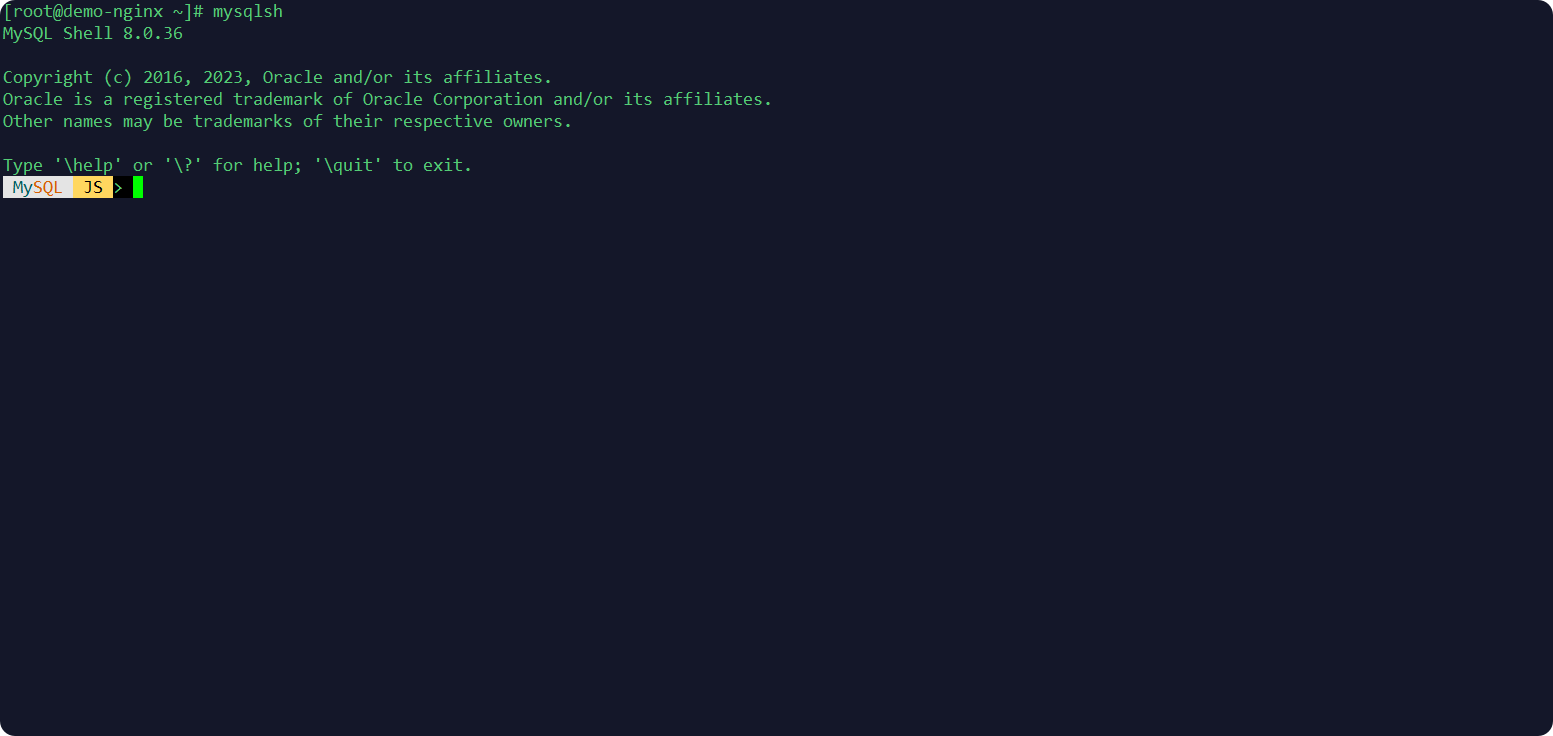 [root@demo-nginx ~]# mysqlsh
MySQL Shell 8.0.36
Copyright (c) 2016, 2023, Oracle and/or its affiliates.
Oracle is a registered trademark of Oracle Corporation and/or its affiliates.
Other names may be trademarks of their respective owners.
Type '\help' or '\?' for help; '\quit' to exit.
MySQL JS >